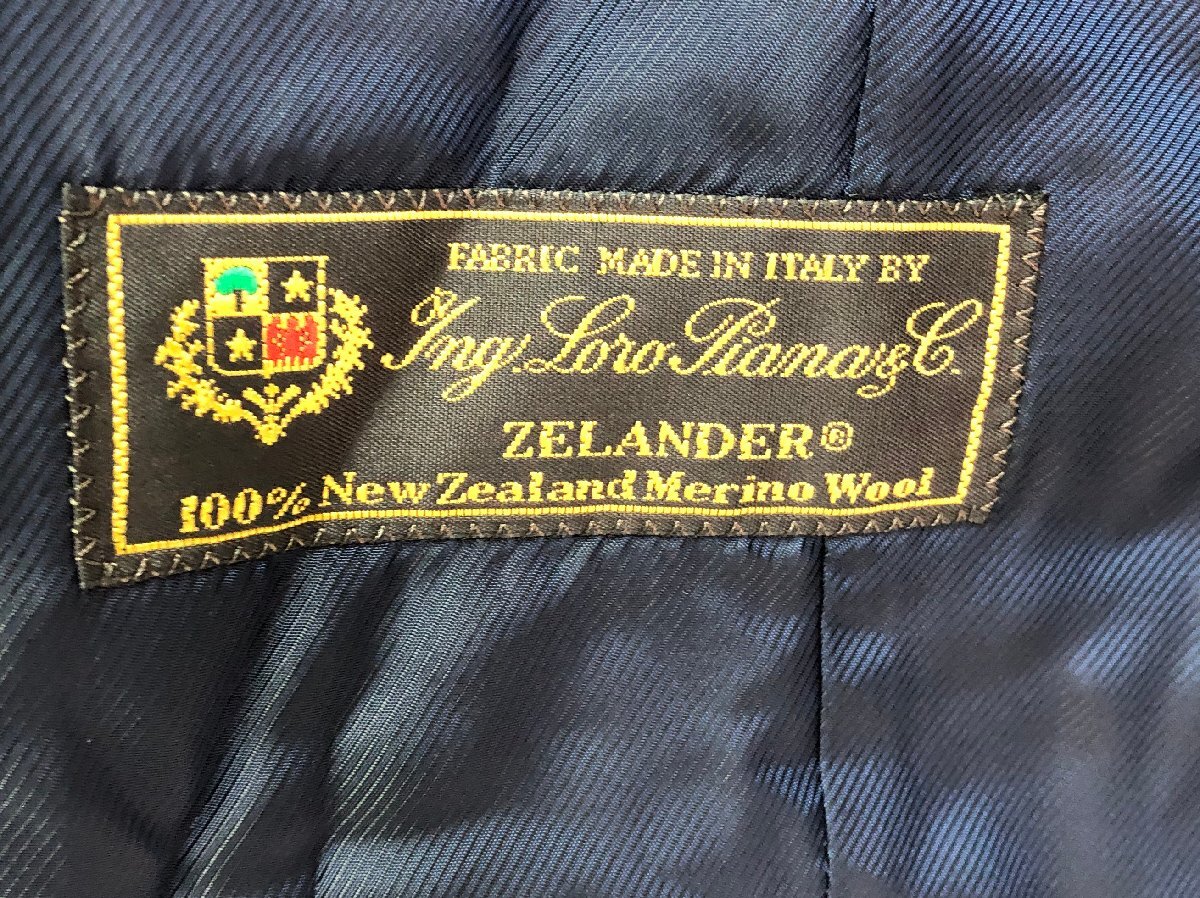 FABRIC MADE IN ITALY BY
Ing. Loro Piana & C.
ZELANDER®
100% New Zealand Merino Wool